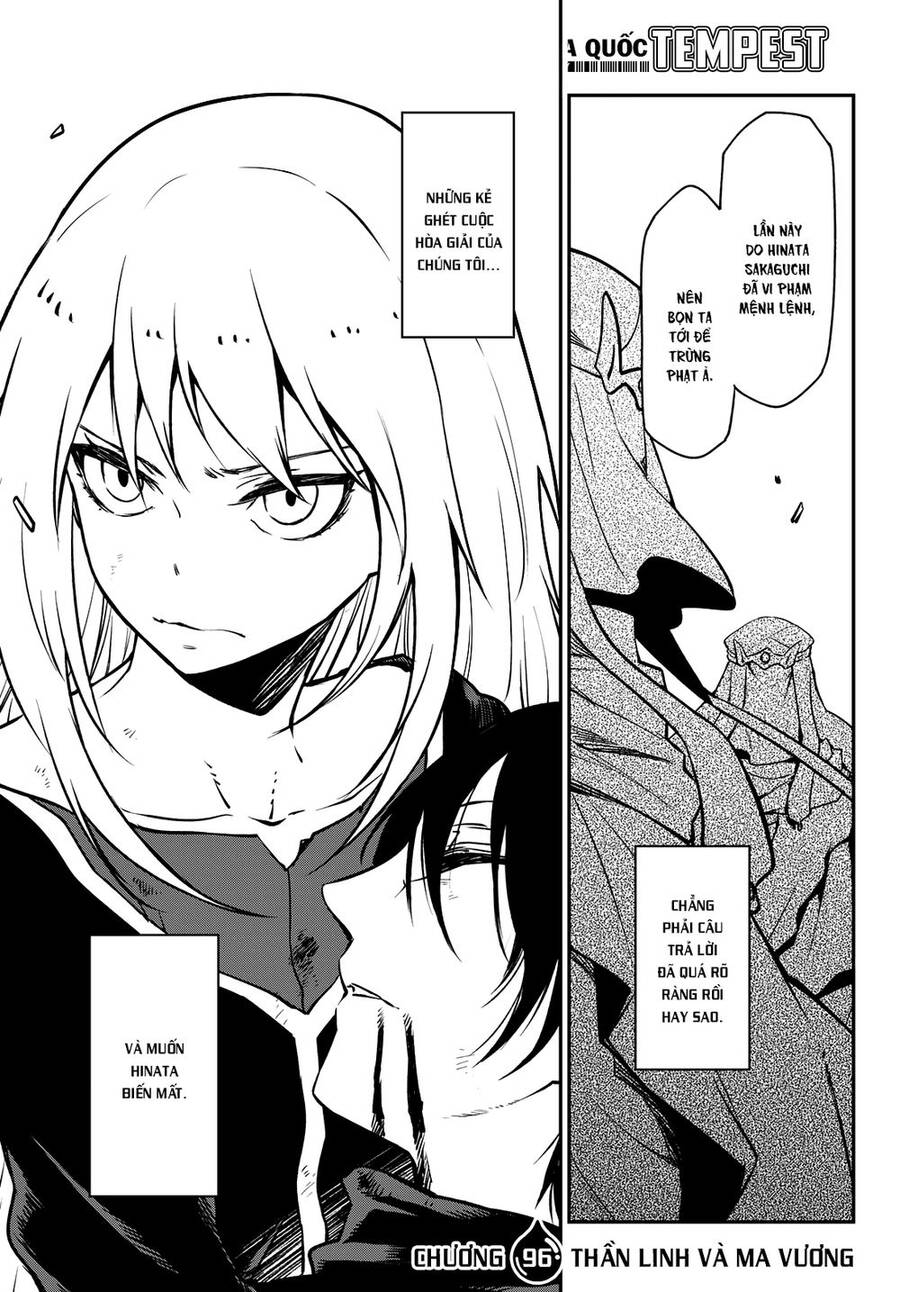 A QUỐC TEMPEST
LẦN NÀY
DO HINATA
SAKAGUCHI
ĐÃ VI PHẠM
MỆNH LỆNH,
NÊN
BỌN TA
TỚI ĐỂ
TRỪNG
PHẠT Ả.
CHẲNG
PHẢI CÂU
TRẢ LỜI
ĐÃ QUÁ RÕ
RÀNG RỒI
HAY SAO.
NHỮNG KẺ
GHÉT CUỘC
HÒA GIẢI CỦA
CHÚNG TÔI...
VÀ MUỐN
HINATA
BIẾN MẤT.
CHƯƠNG 96 THẦN LINH VÀ MA VƯƠNG